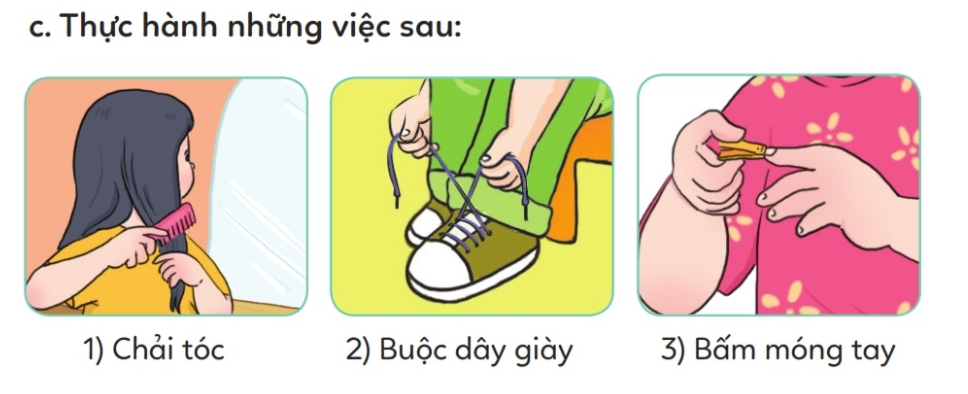 c. Thực hành những việc sau:
1) Chải tóc
2) Buộc dây giày
3) Bấm móng tay